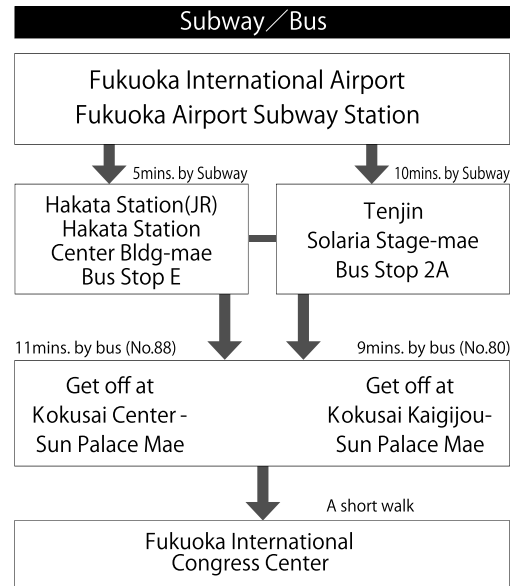 Subway／Bus
Fukuoka International Airport
Fukuoka Airport Subway Station
5mins. by Subway
10mins. by Subway
Hakata Station(JR)
Hakata Station
Center Bldg-mae
Bus Stop E
Tenjin
Solaria Stage-mae
Bus Stop 2A
11mins. by bus (No.88)
9mins. by bus (No.80)
Get off at
Kokusai Center -
Sun Palace Mae
Get off at
Kokusai Kaigijou-
Sun Palace Mae
A short walk
Fukuoka International
Congress Center